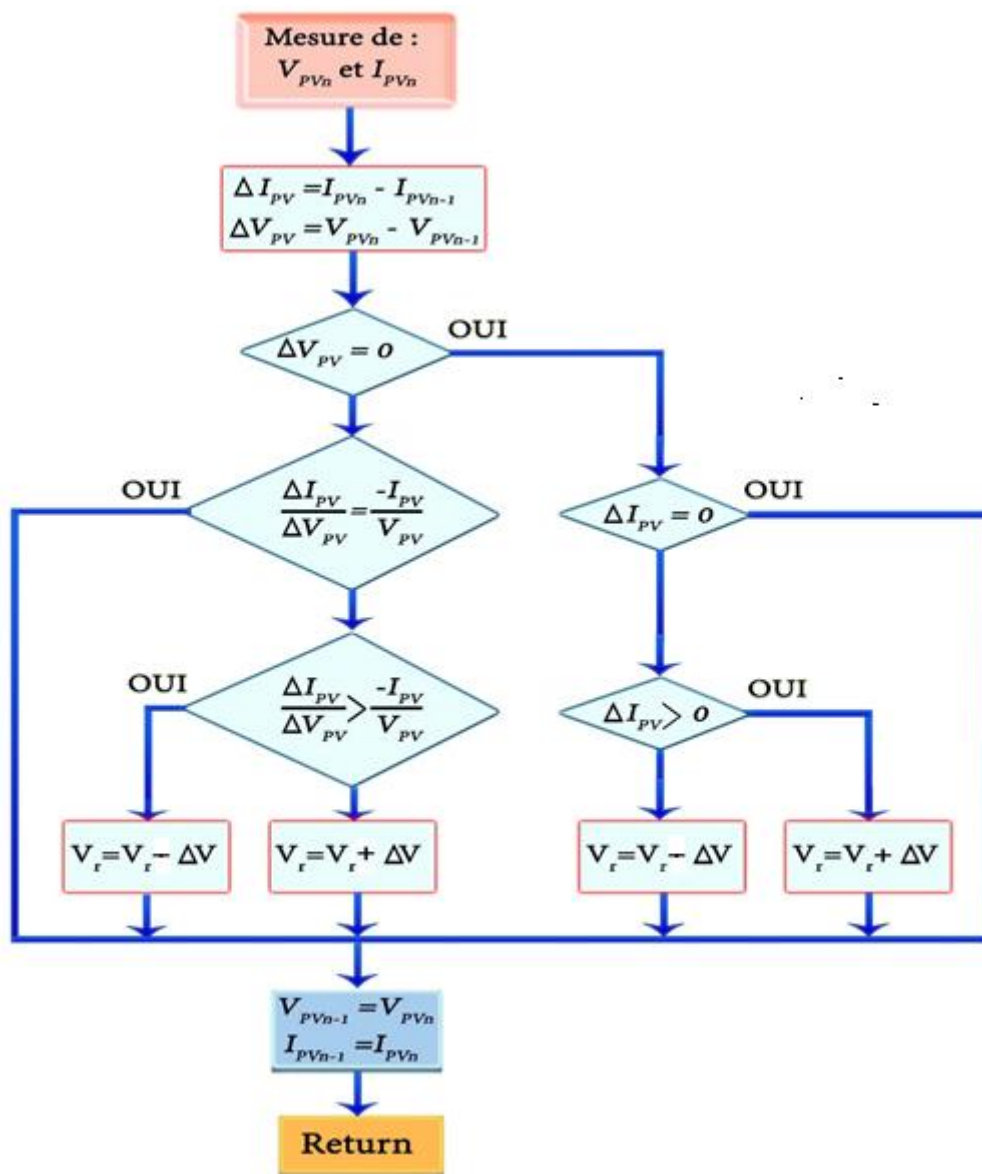 Mesure de :
V_PVn et I_PVn
Δ I_PV =I_PVn - I_PVn-1
ΔV_PV =V_PVn - V_PVn-1
OUI
ΔV_PV = 0
OUI
ΔI_PV/ΔV_PV = -I_PV/V_PV
ΔI_PV = 0
OUI
OUI
ΔI_PV/ΔV_PV > -I_PV/V_PV
ΔI_PV > 0
OUI
V_r=V_r - ΔV
V_r=V_r + ΔV
V_r=V_r - ΔV
V_r=V_r + ΔV
V_PVn-1 =V_PVn
I_PVn-1 =I_PVn
Return